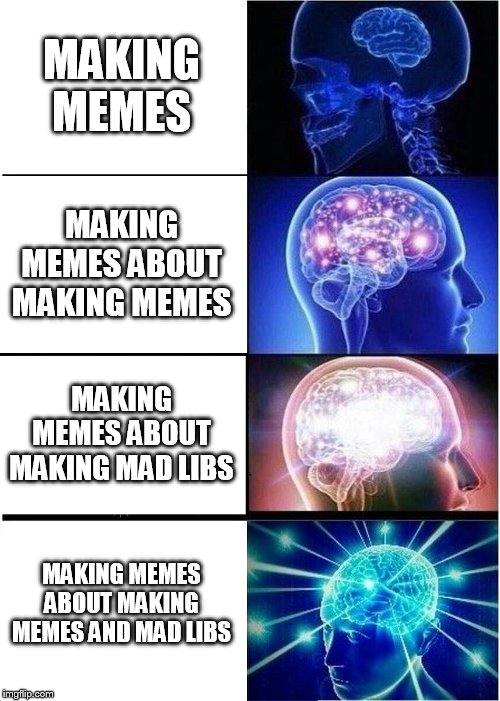 MAKING
MEMES
MAKING
MEMES ABOUT
MAKING MEMES
MAKING
MEMES ABOUT
MAKING MAD LIBS
MAKING MEMES
ABOUT MAKING
MEMES AND MAD LIBS
imgflip.com